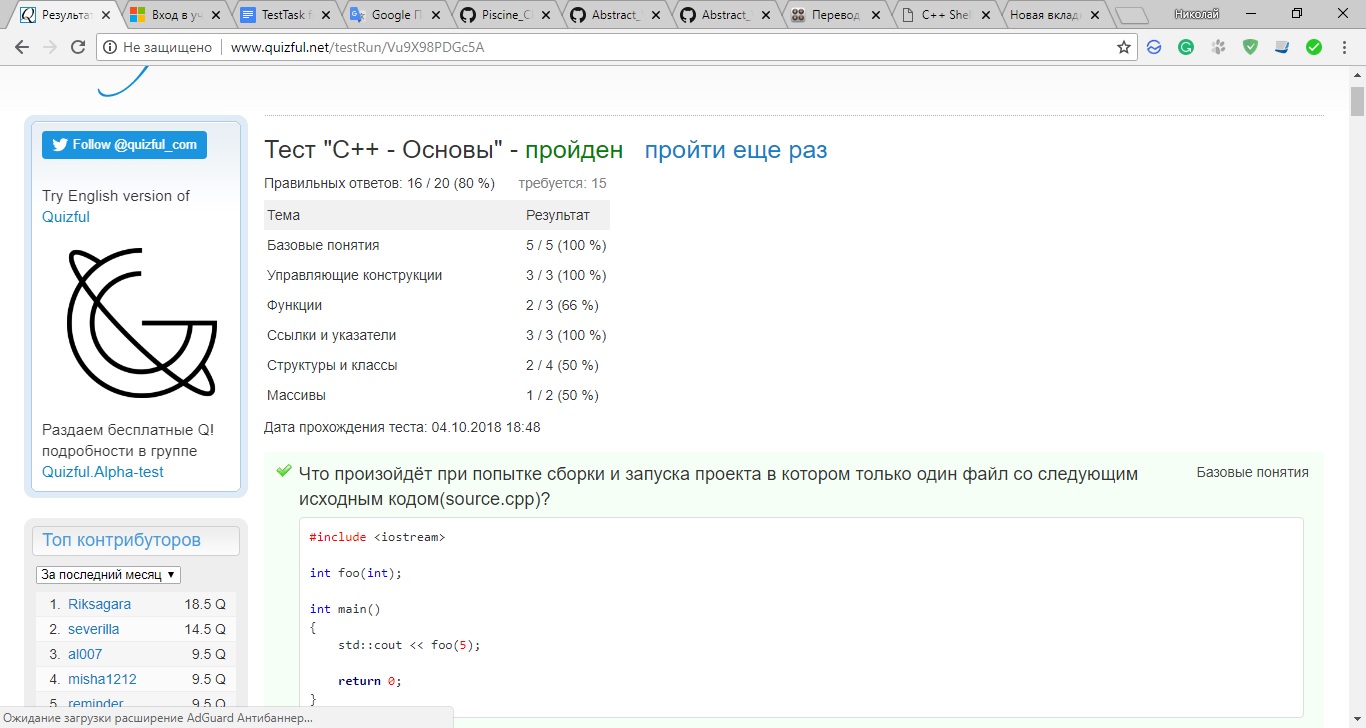 Результат
Вход в уч
TestTask f
Google П
Piscine_C
Abstract_
Abstract_
Перевод
C++ Shel
Новая вклад
Николай
Не защищено
www.quizful.net/testRun/Vu9X98PDGc5A
Follow @quizful_com
Try English version of
Quizful
Раздаем бесплатные Q!
подробности в группе
Quizful.Alpha-test
Топ контрибуторов
За последний месяц
1. Riksagara 18.5 Q
2. severilla 14.5 Q
3. al007 9.5 Q
4. misha1212 9.5 Q
5. reminder 9.5 Q
Тест "C++ - Основы" - пройден пройти еще раз
Правильных ответов: 16 / 20 (80 %) требуется: 15
Тема Результат
Базовые понятия 5 / 5 (100 %)
Управляющие конструкции 3 / 3 (100 %)
Функции 2 / 3 (66 %)
Ссылки и указатели 3 / 3 (100 %)
Структуры и классы 2 / 4 (50 %)
Массивы 1 / 2 (50 %)
Дата прохождения теста: 04.10.2018 18:48
Что произойдёт при попытке сборки и запуска проекта в котором только один файл со следующим
исходным кодом(source.cpp)?
Базовые понятия
#include <iostream>
int foo(int);
int main()
{
std::cout << foo(5);
return 0;
}
Ожидание загрузки расширение AdGuard Антибаннер...